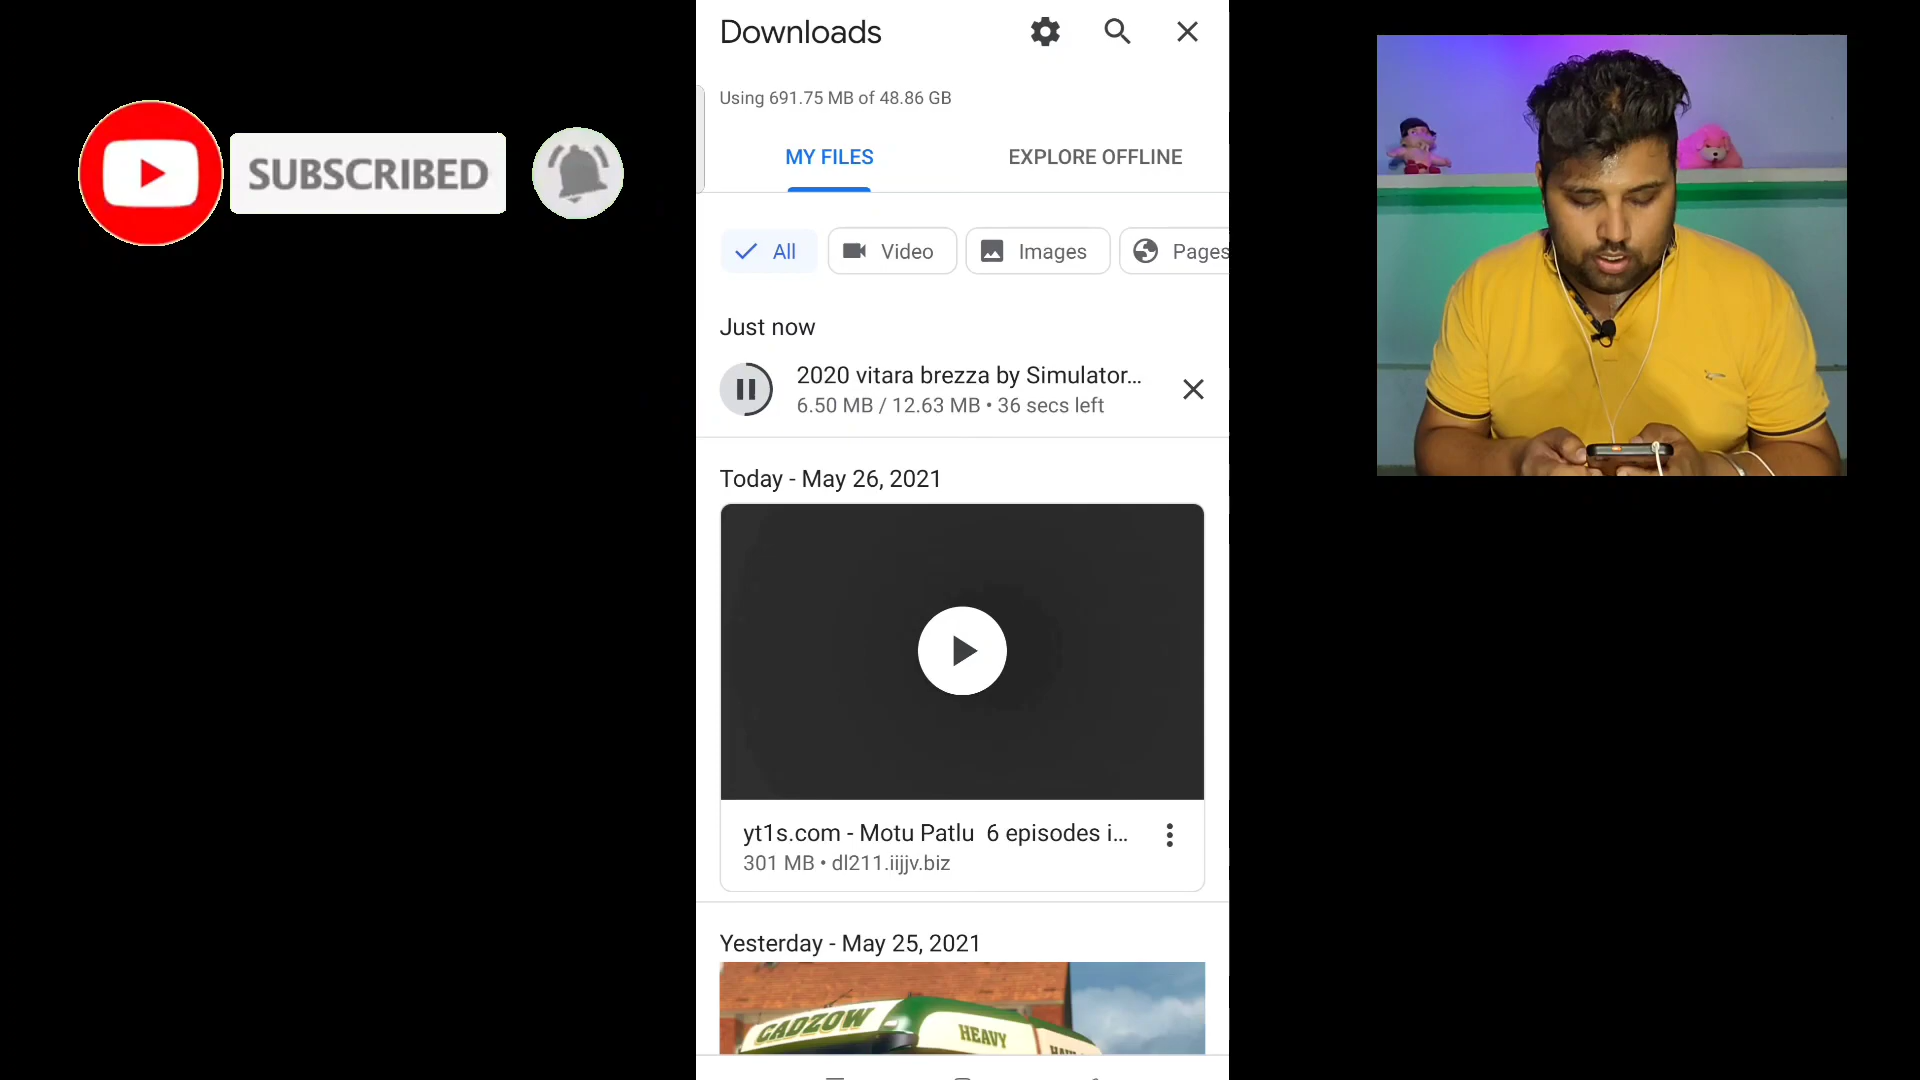 SUBSCRIBED
Downloads
Using 691.75 MB of 48.86 GB
MY FILES
EXPLORE OFFLINE
All
Video
Images
Pages
Just now
2020 vitara brezza by Simulator...
6.50 MB / 12.63 MB • 36 secs left
Today - May 26, 2021
yt1s.com - Motu Patlu 6 episodes i...
301 MB • dl211.iijjv.biz
Yesterday - May 25, 2021
CADZOW
HEAVY